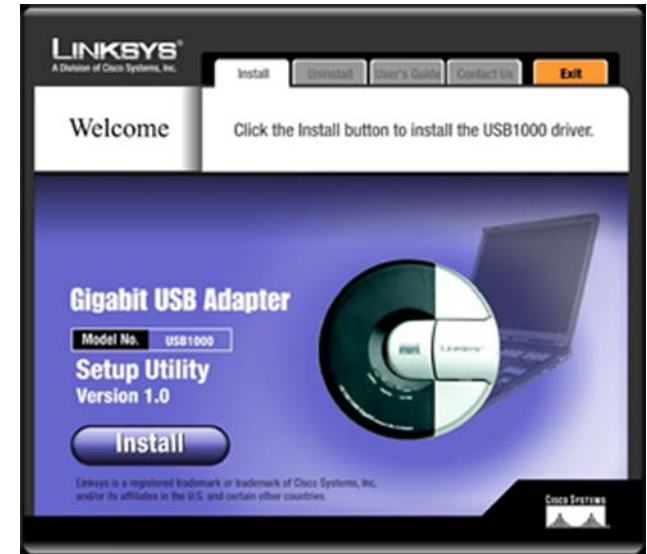 LINKSYS®
A Division of Cisco Systems, Inc.
Install
Uninstall
User's Guide
Contact Us
Exit
Welcome
Click the Install button to install the USB1000 driver.
Gigabit USB Adapter
Model No. USB1000
Setup Utility
Version 1.0
LINKSYS
Install
Linksys is a registered trademark or trademark of Cisco Systems, Inc.
and/or its affiliates in the U.S. and certain other countries.
CISCO SYSTEMS